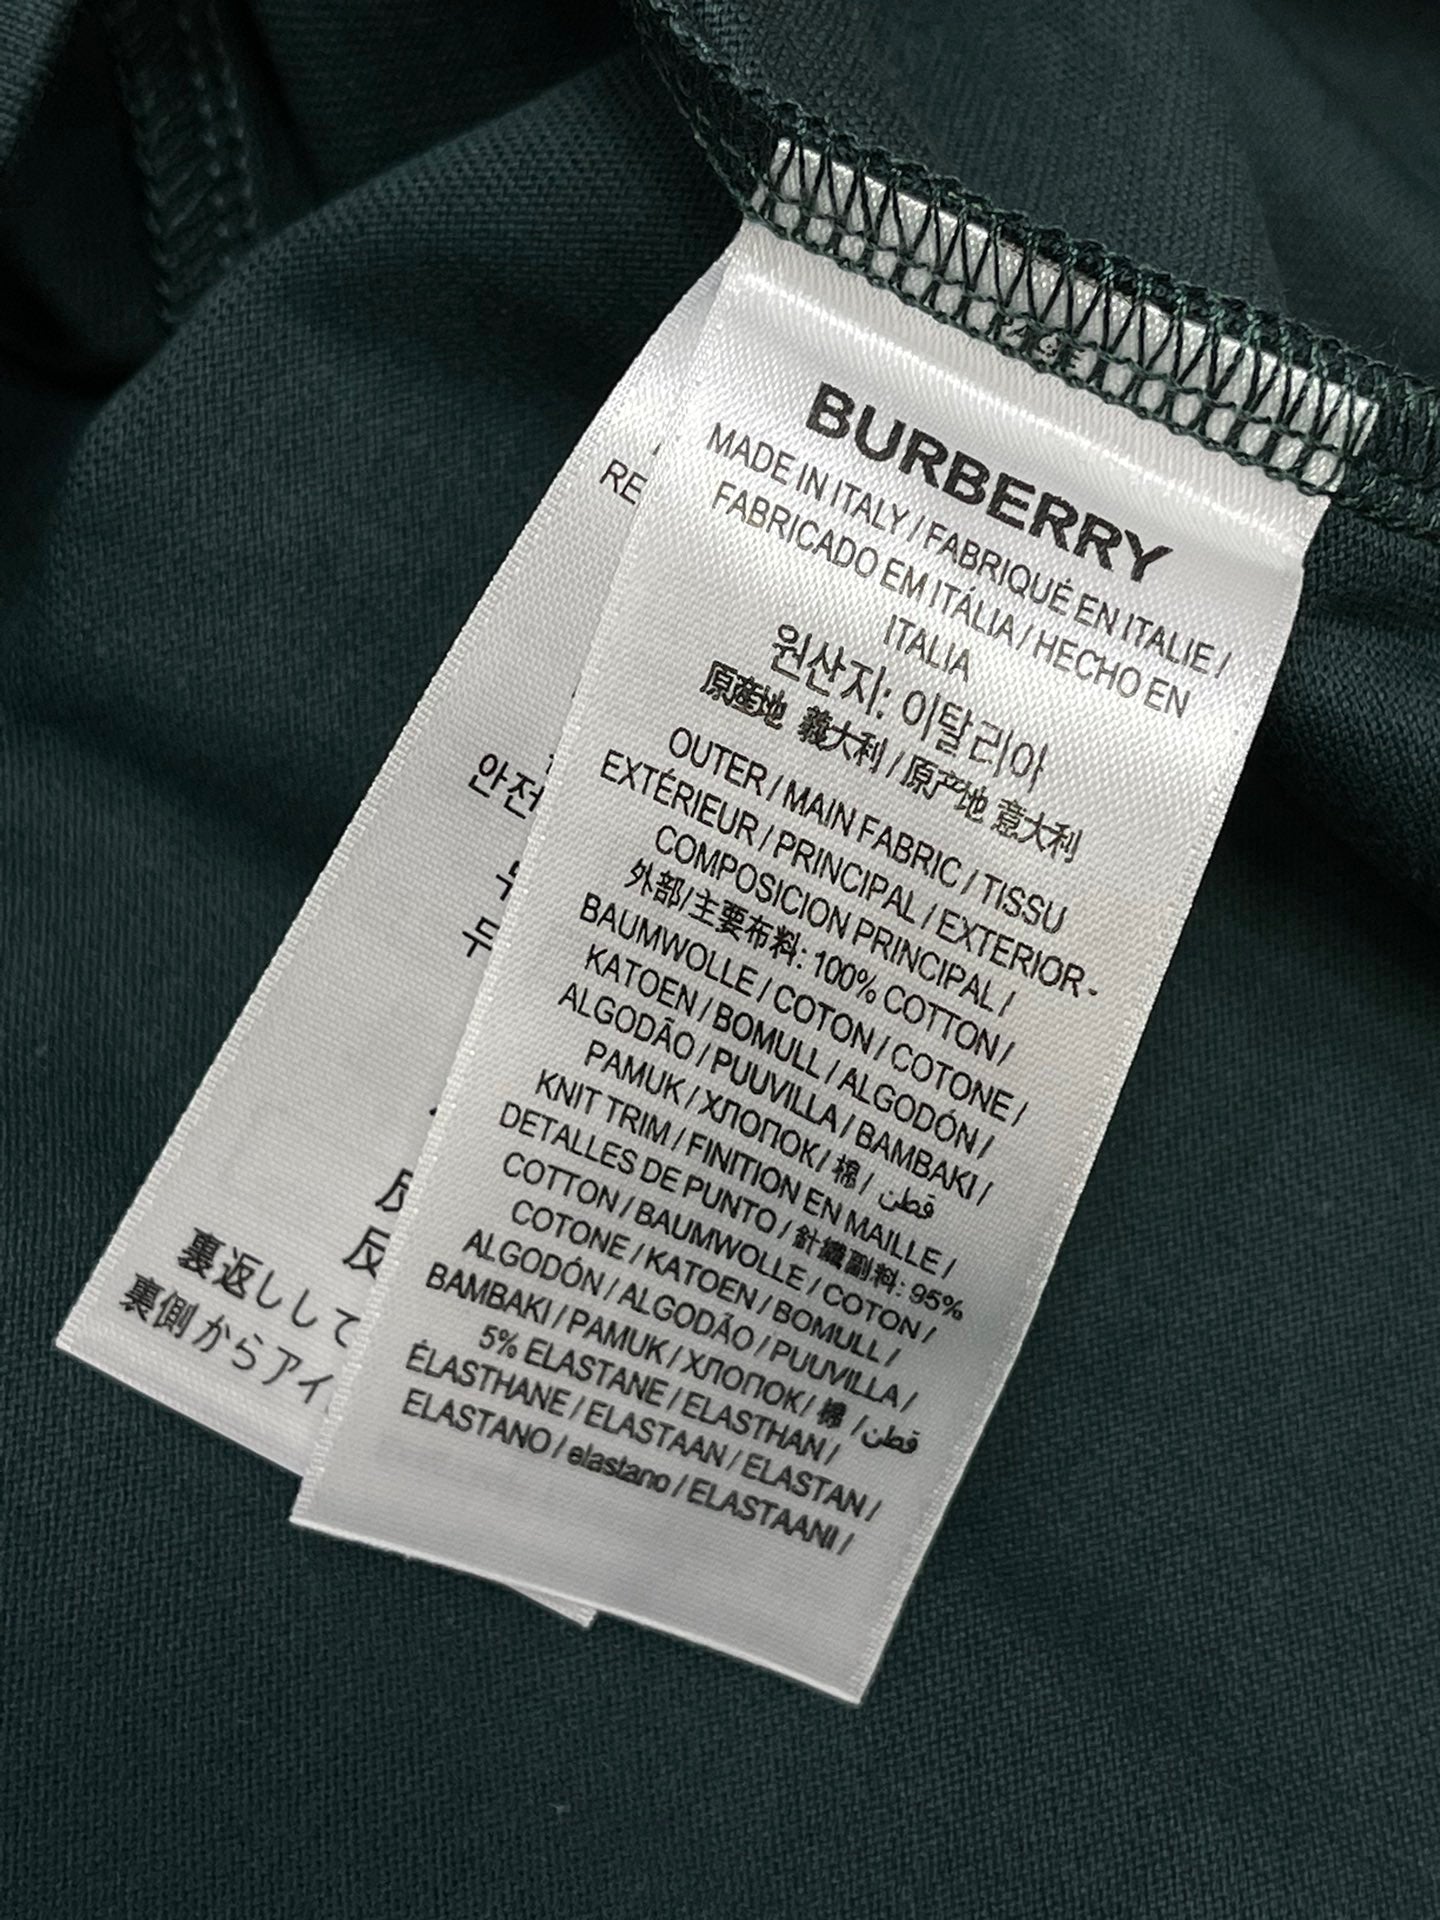 BURBERRY
MADE IN ITALY / FABRIQUÉ EN ITALIE /
FABRICADO EM ITÁLIA / HECHO EN
ITALIA
원산지: 이탈리아
原産地 義大利 / 原产地 意大利
OUTER / MAIN FABRIC / TISSU
EXTÉRIEUR / PRINCIPAL / EXTERIOR -
COMPOSICION PRINCIPAL /
外部/主要布料: 100% COTTON /
BAUMWOLLE / COTON / COTONE /
KATOEN / BOMULL / ALGODÓN /
ALGODÃO / PUUVILLA / BAMBAKI /
PAMUK / ХЛОПОК / 棉 / قطن
KNIT TRIM / FINITION EN MAILLE /
DETALLES DE PUNTO / 針織副料: 95%
COTTON / BAUMWOLLE / COTON /
COTONE / KATOEN / BOMULL /
ALGODÓN / ALGODÃO / PUUVILLA /
BAMBAKI / PAMUK / ХЛОПОК / 棉 / قطن
5% ELASTANE / ELASTHAN /
ÉLASTHANE / ELASTAAN / ELASTAN /
ELASTANO / elastano / ELASTAANI /
RE
안전
두
反
裏返しして
裏側からアイ